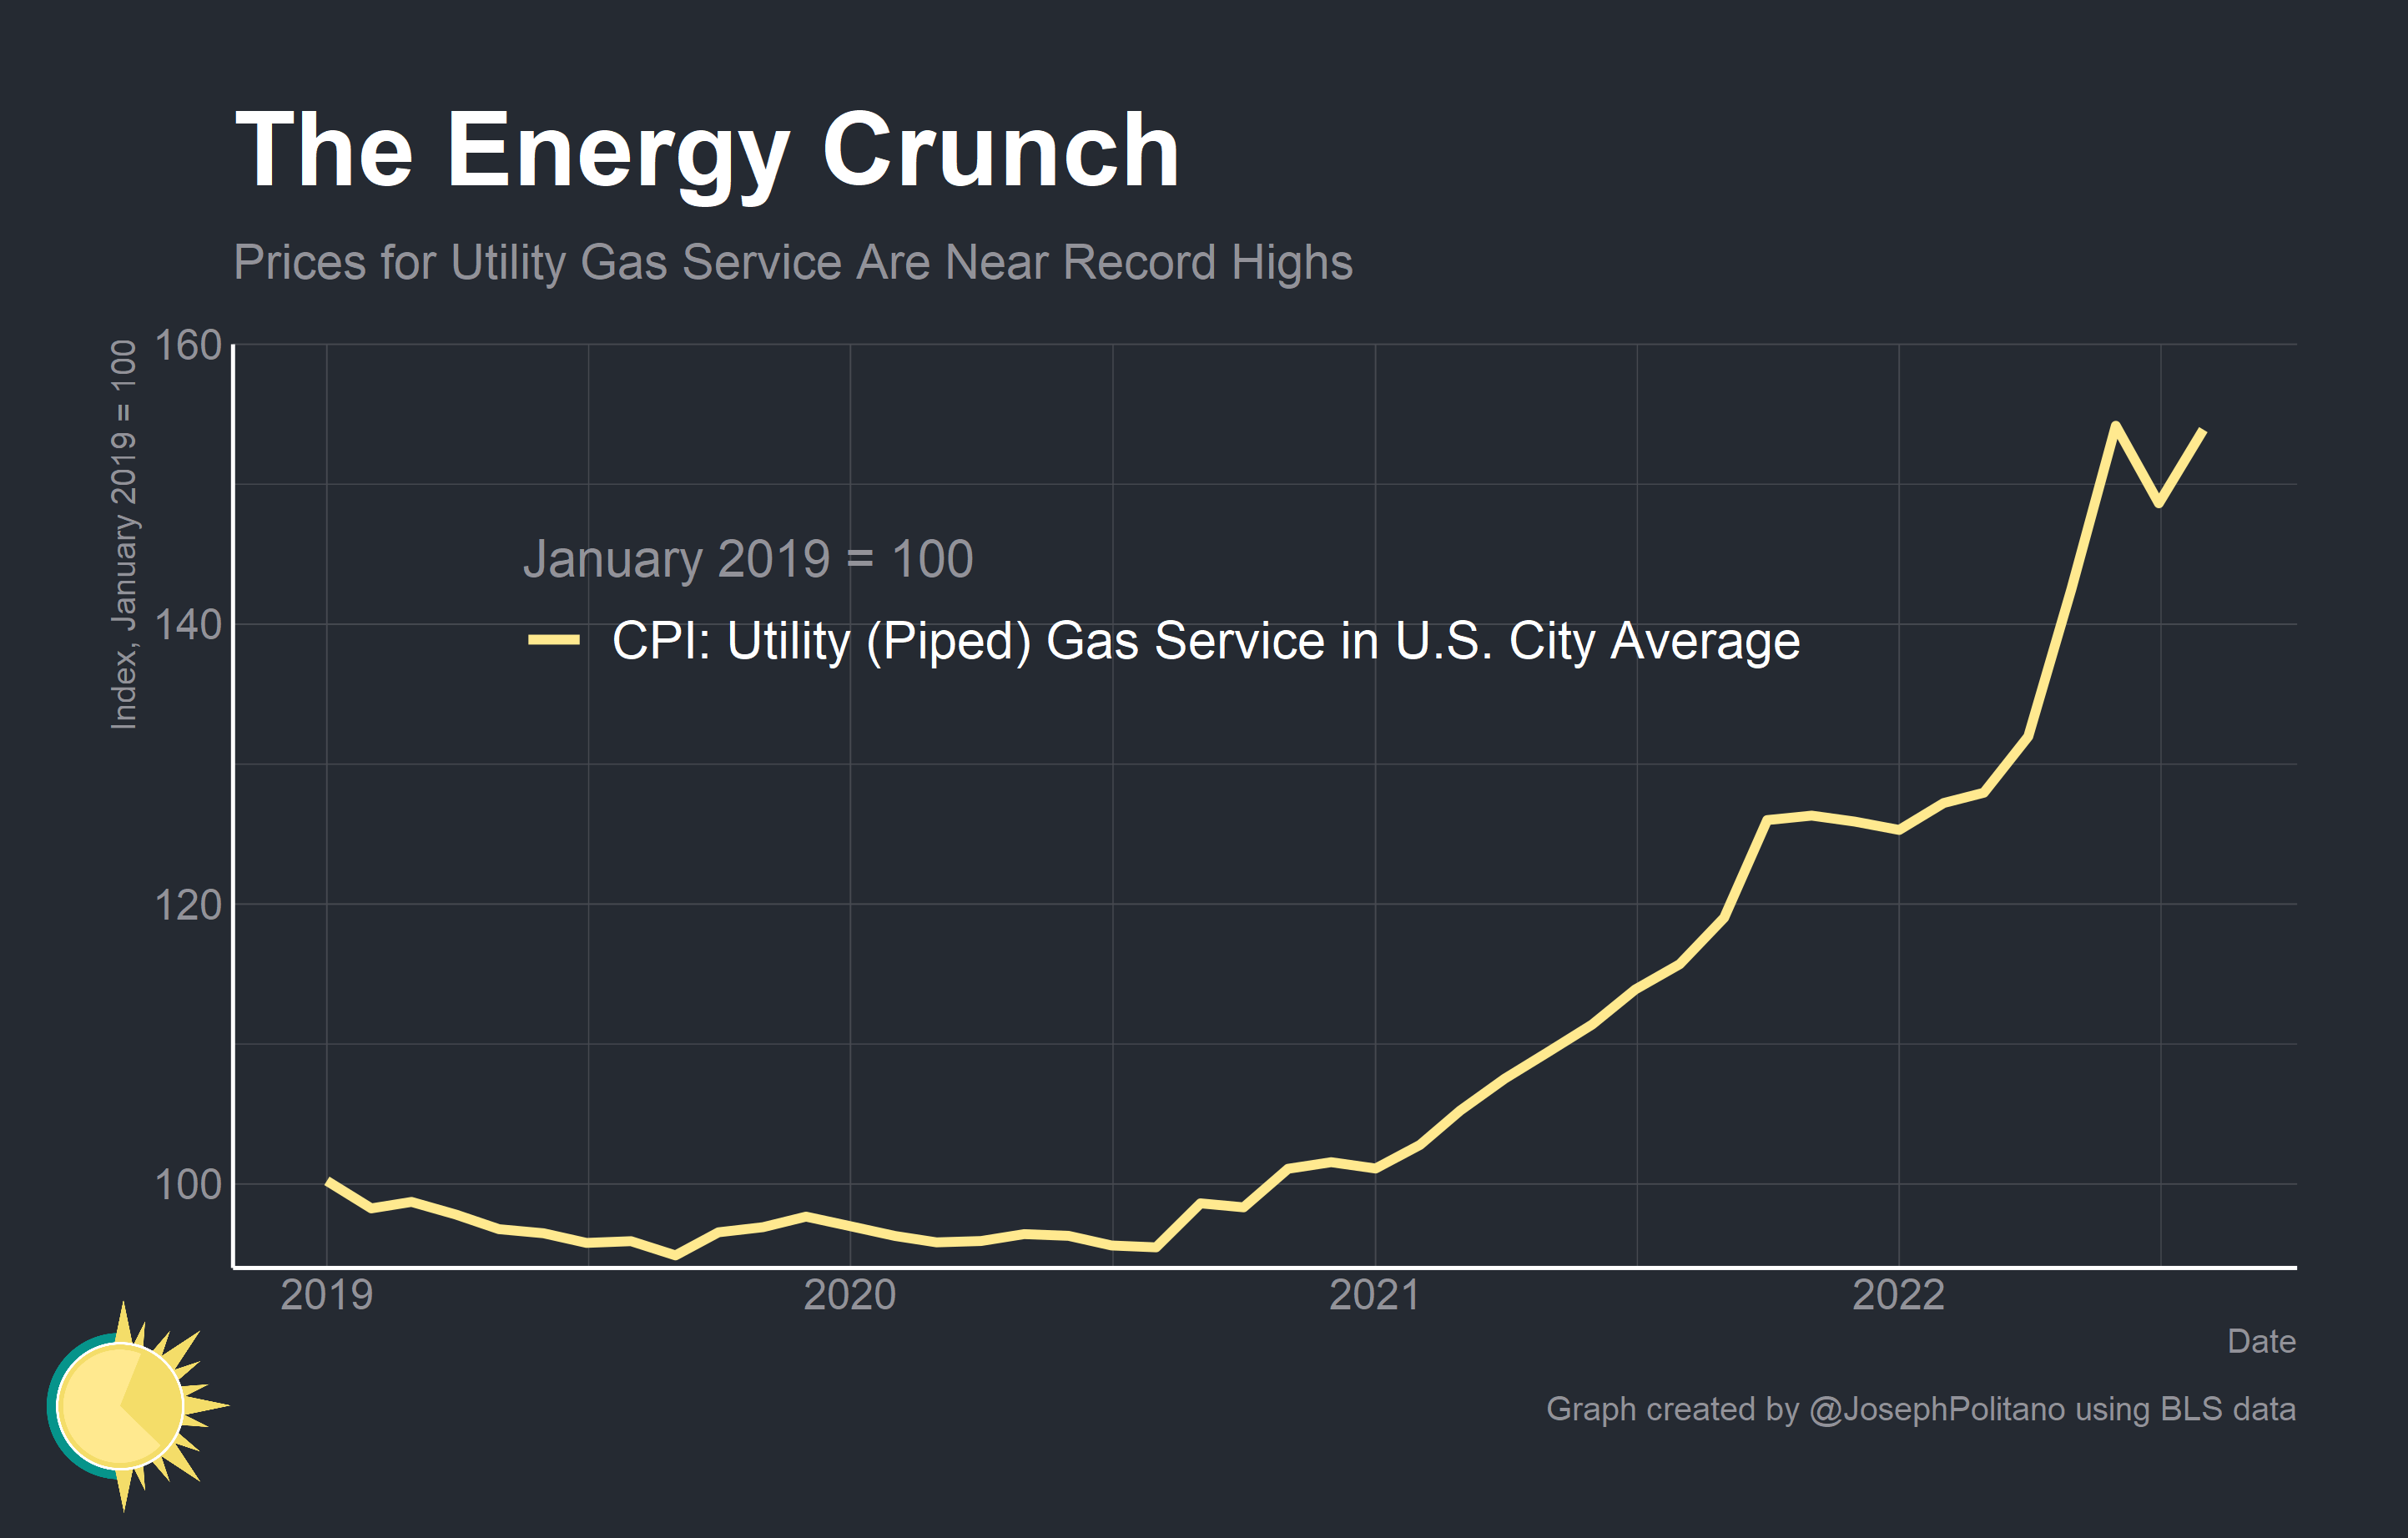 The Energy Crunch
Prices for Utility Gas Service Are Near Record Highs
Index, January 2019 = 100
160
140
120
100
January 2019 = 100
CPI: Utility (Piped) Gas Service in U.S. City Average
2019
2020
2021
2022
Date
Graph created by @JosephPolitano using BLS data